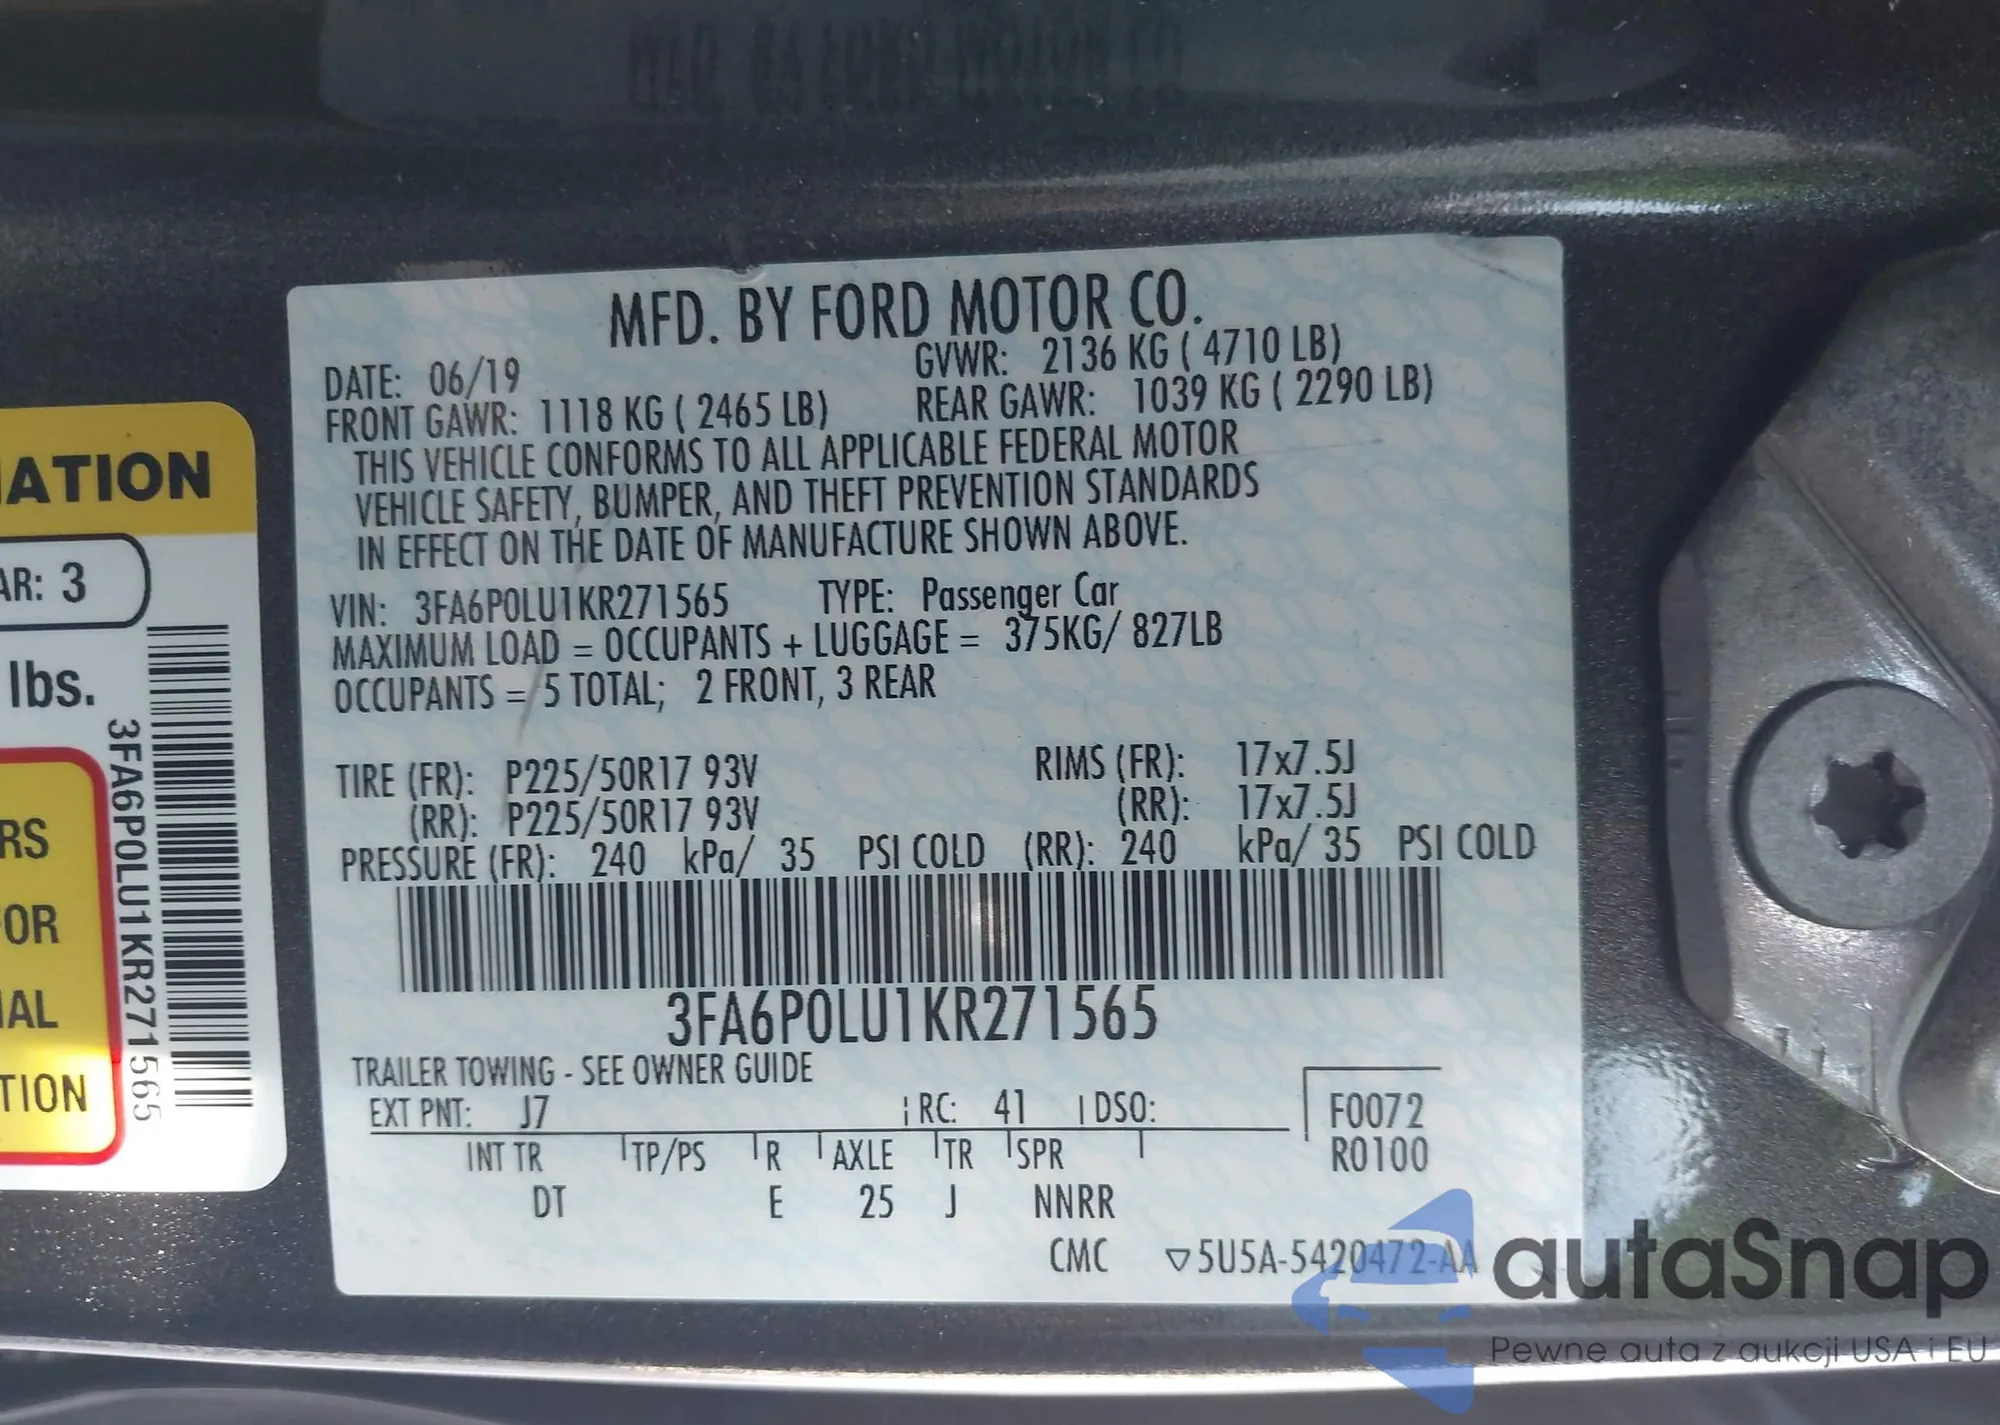 MFD. BY FORD MOTOR CO.
DATE: 06/19 GVWR: 2136 KG ( 4710 LB)
FRONT GAWR: 1118 KG ( 2465 LB) REAR GAWR: 1039 KG ( 2290 LB)
THIS VEHICLE CONFORMS TO ALL APPLICABLE FEDERAL MOTOR
VEHICLE SAFETY, BUMPER, AND THEFT PREVENTION STANDARDS
IN EFFECT ON THE DATE OF MANUFACTURE SHOWN ABOVE.
VIN: 3FA6P0LU1KR271565 TYPE: Passenger Car
MAXIMUM LOAD = OCCUPANTS + LUGGAGE = 375KG/ 827LB
OCCUPANTS = 5 TOTAL; 2 FRONT, 3 REAR
TIRE (FR): P225/50R17 93V RIMS (FR): 17x7.5J
(RR): P225/50R17 93V (RR): 17x7.5J
PRESSURE (FR): 240 kPa/ 35 PSI COLD (RR): 240 kPa/ 35 PSI COLD
3FA6P0LU1KR271565
TRAILER TOWING - SEE OWNER GUIDE
EXT PNT: J7 RC: 41 DSO: F0072
R0100
INT TR TP/PS R AXLE TR SPR
DT E 25 J NNRR
CMC ▽5U5A-5420472-AA
IATION
AR: 3
lbs.
3FA6P0LU1KR271565
RS
FOR
IAL
TION
autaSnap
Pewne auta z aukcji USA i EU